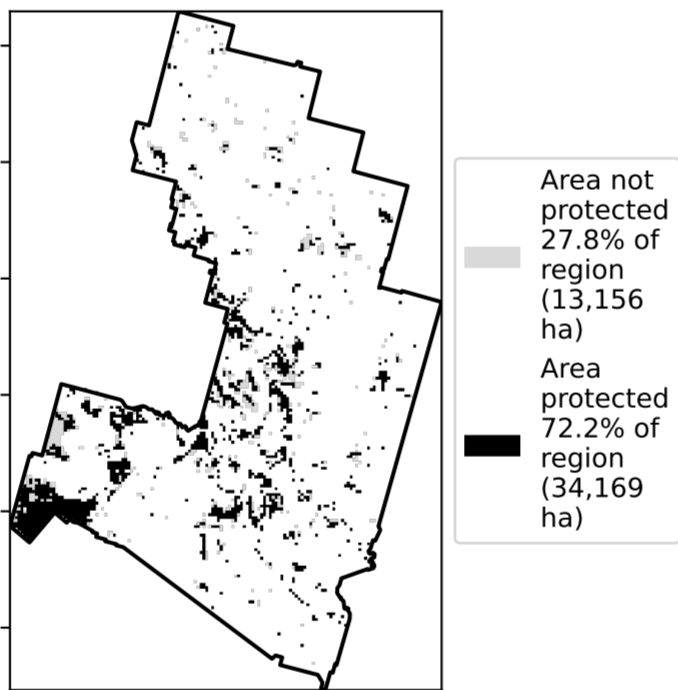 Area not
protected
27.8% of
region
(13,156
ha)
Area
protected
72.2% of
region
(34,169
ha)